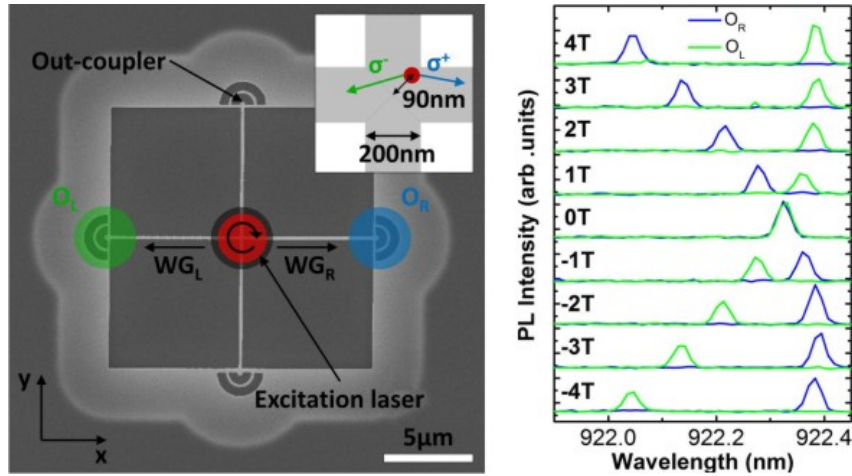 Out-coupler
σ⁻
σ⁺
90nm
200nm
O_L
O_R
WG_L
WG_R
Excitation laser
y
x
5μm
O_R
O_L
4T
3T
2T
1T
0T
-1T
-2T
-3T
-4T
PL Intensity (arb .units)
922.0
922.2
922.4
Wavelength (nm)